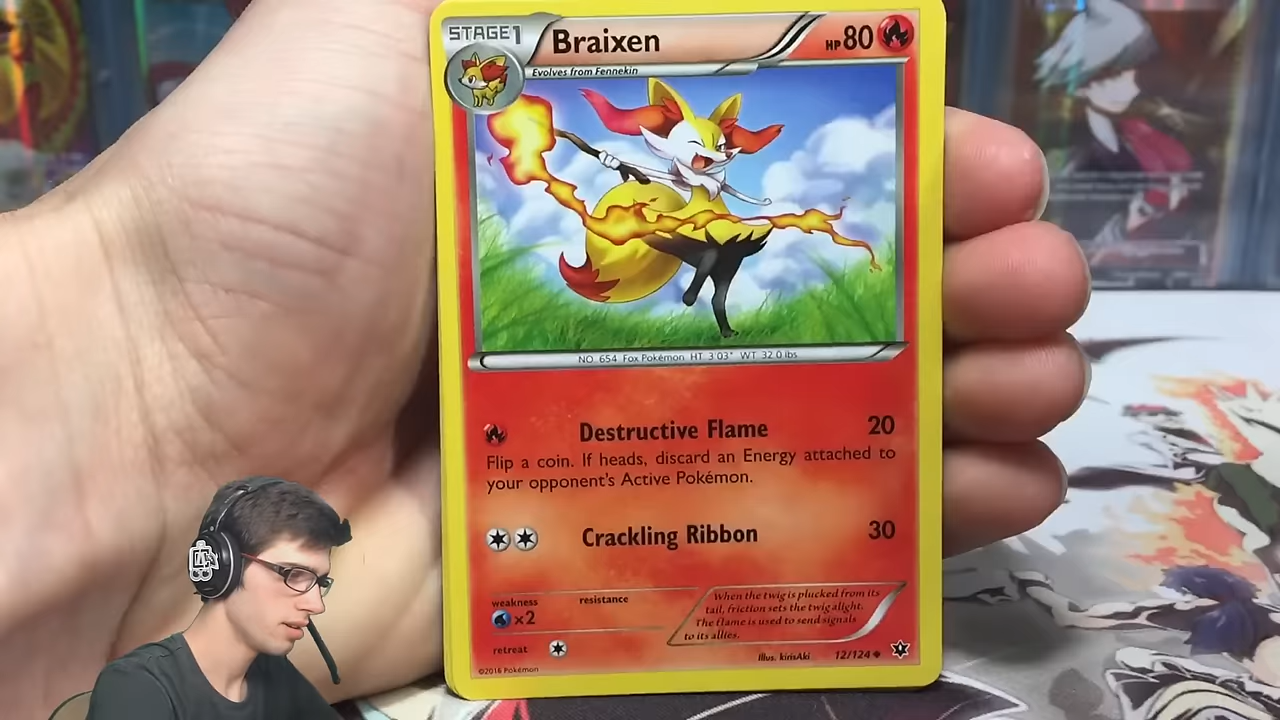 STAGE1
Braixen
HP80
Evolves from Fennekin
NO. 654 Fox Pokémon HT 3'03" WT 32.0 lbs
Destructive Flame 20
Flip a coin. If heads, discard an Energy attached to
your opponent's Active Pokémon.
Crackling Ribbon 30
weakness resistance
x2
retreat
When the twig is plucked from its
tail, friction sets the twig alight.
The flame is used to send signals
to its allies.
Illus. kirisAki 12/124
©2016 Pokémon